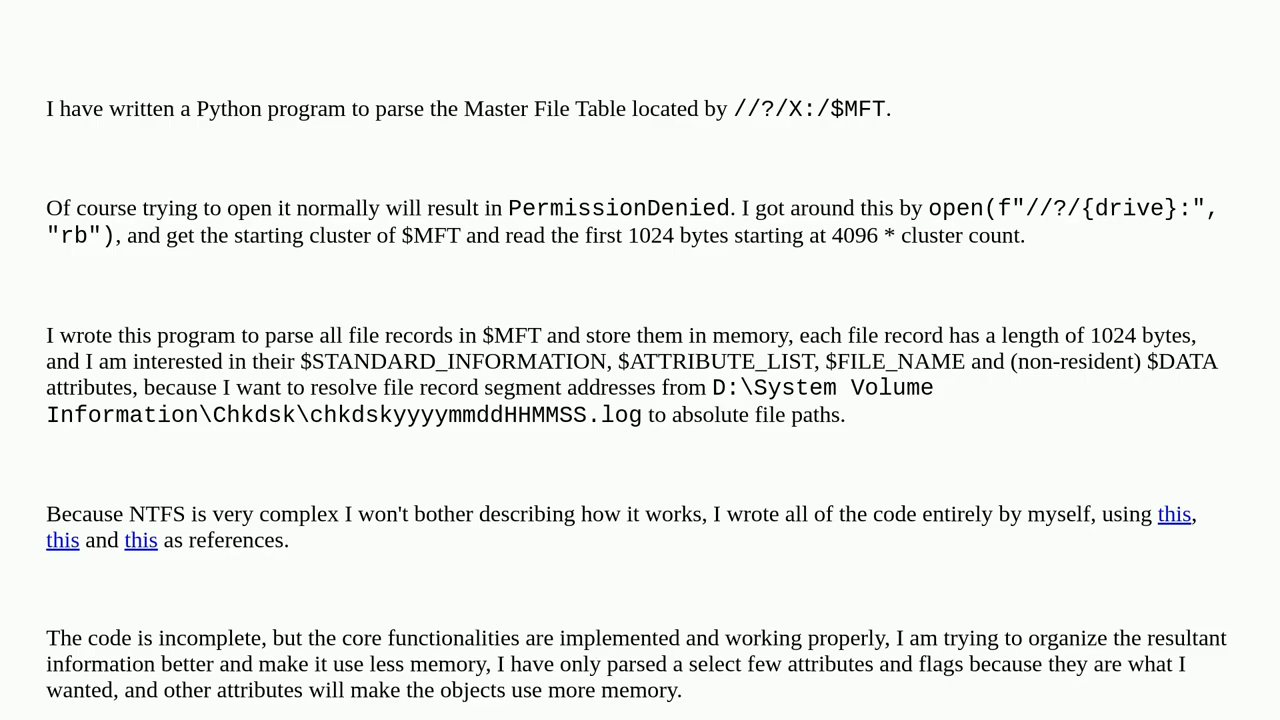 I have written a Python program to parse the Master File Table located by //?/X:/$MFT.
Of course trying to open it normally will result in PermissionDenied. I got around this by open(f"//?/{drive}:",
"rb"), and get the starting cluster of $MFT and read the first 1024 bytes starting at 4096 * cluster count.
I wrote this program to parse all file records in $MFT and store them in memory, each file record has a length of 1024 bytes,
and I am interested in their $STANDARD_INFORMATION, $ATTRIBUTE_LIST, $FILE_NAME and (non-resident) $DATA
attributes, because I want to resolve file record segment addresses from D:\System Volume
Information\Chkdsk\chkdskyyyymmddHHMMSS.log to absolute file paths.
Because NTFS is very complex I won't bother describing how it works, I wrote all of the code entirely by myself, using this,
this and this as references.
The code is incomplete, but the core functionalities are implemented and working properly, I am trying to organize the resultant
information better and make it use less memory, I have only parsed a select few attributes and flags because they are what I
wanted, and other attributes will make the objects use more memory.